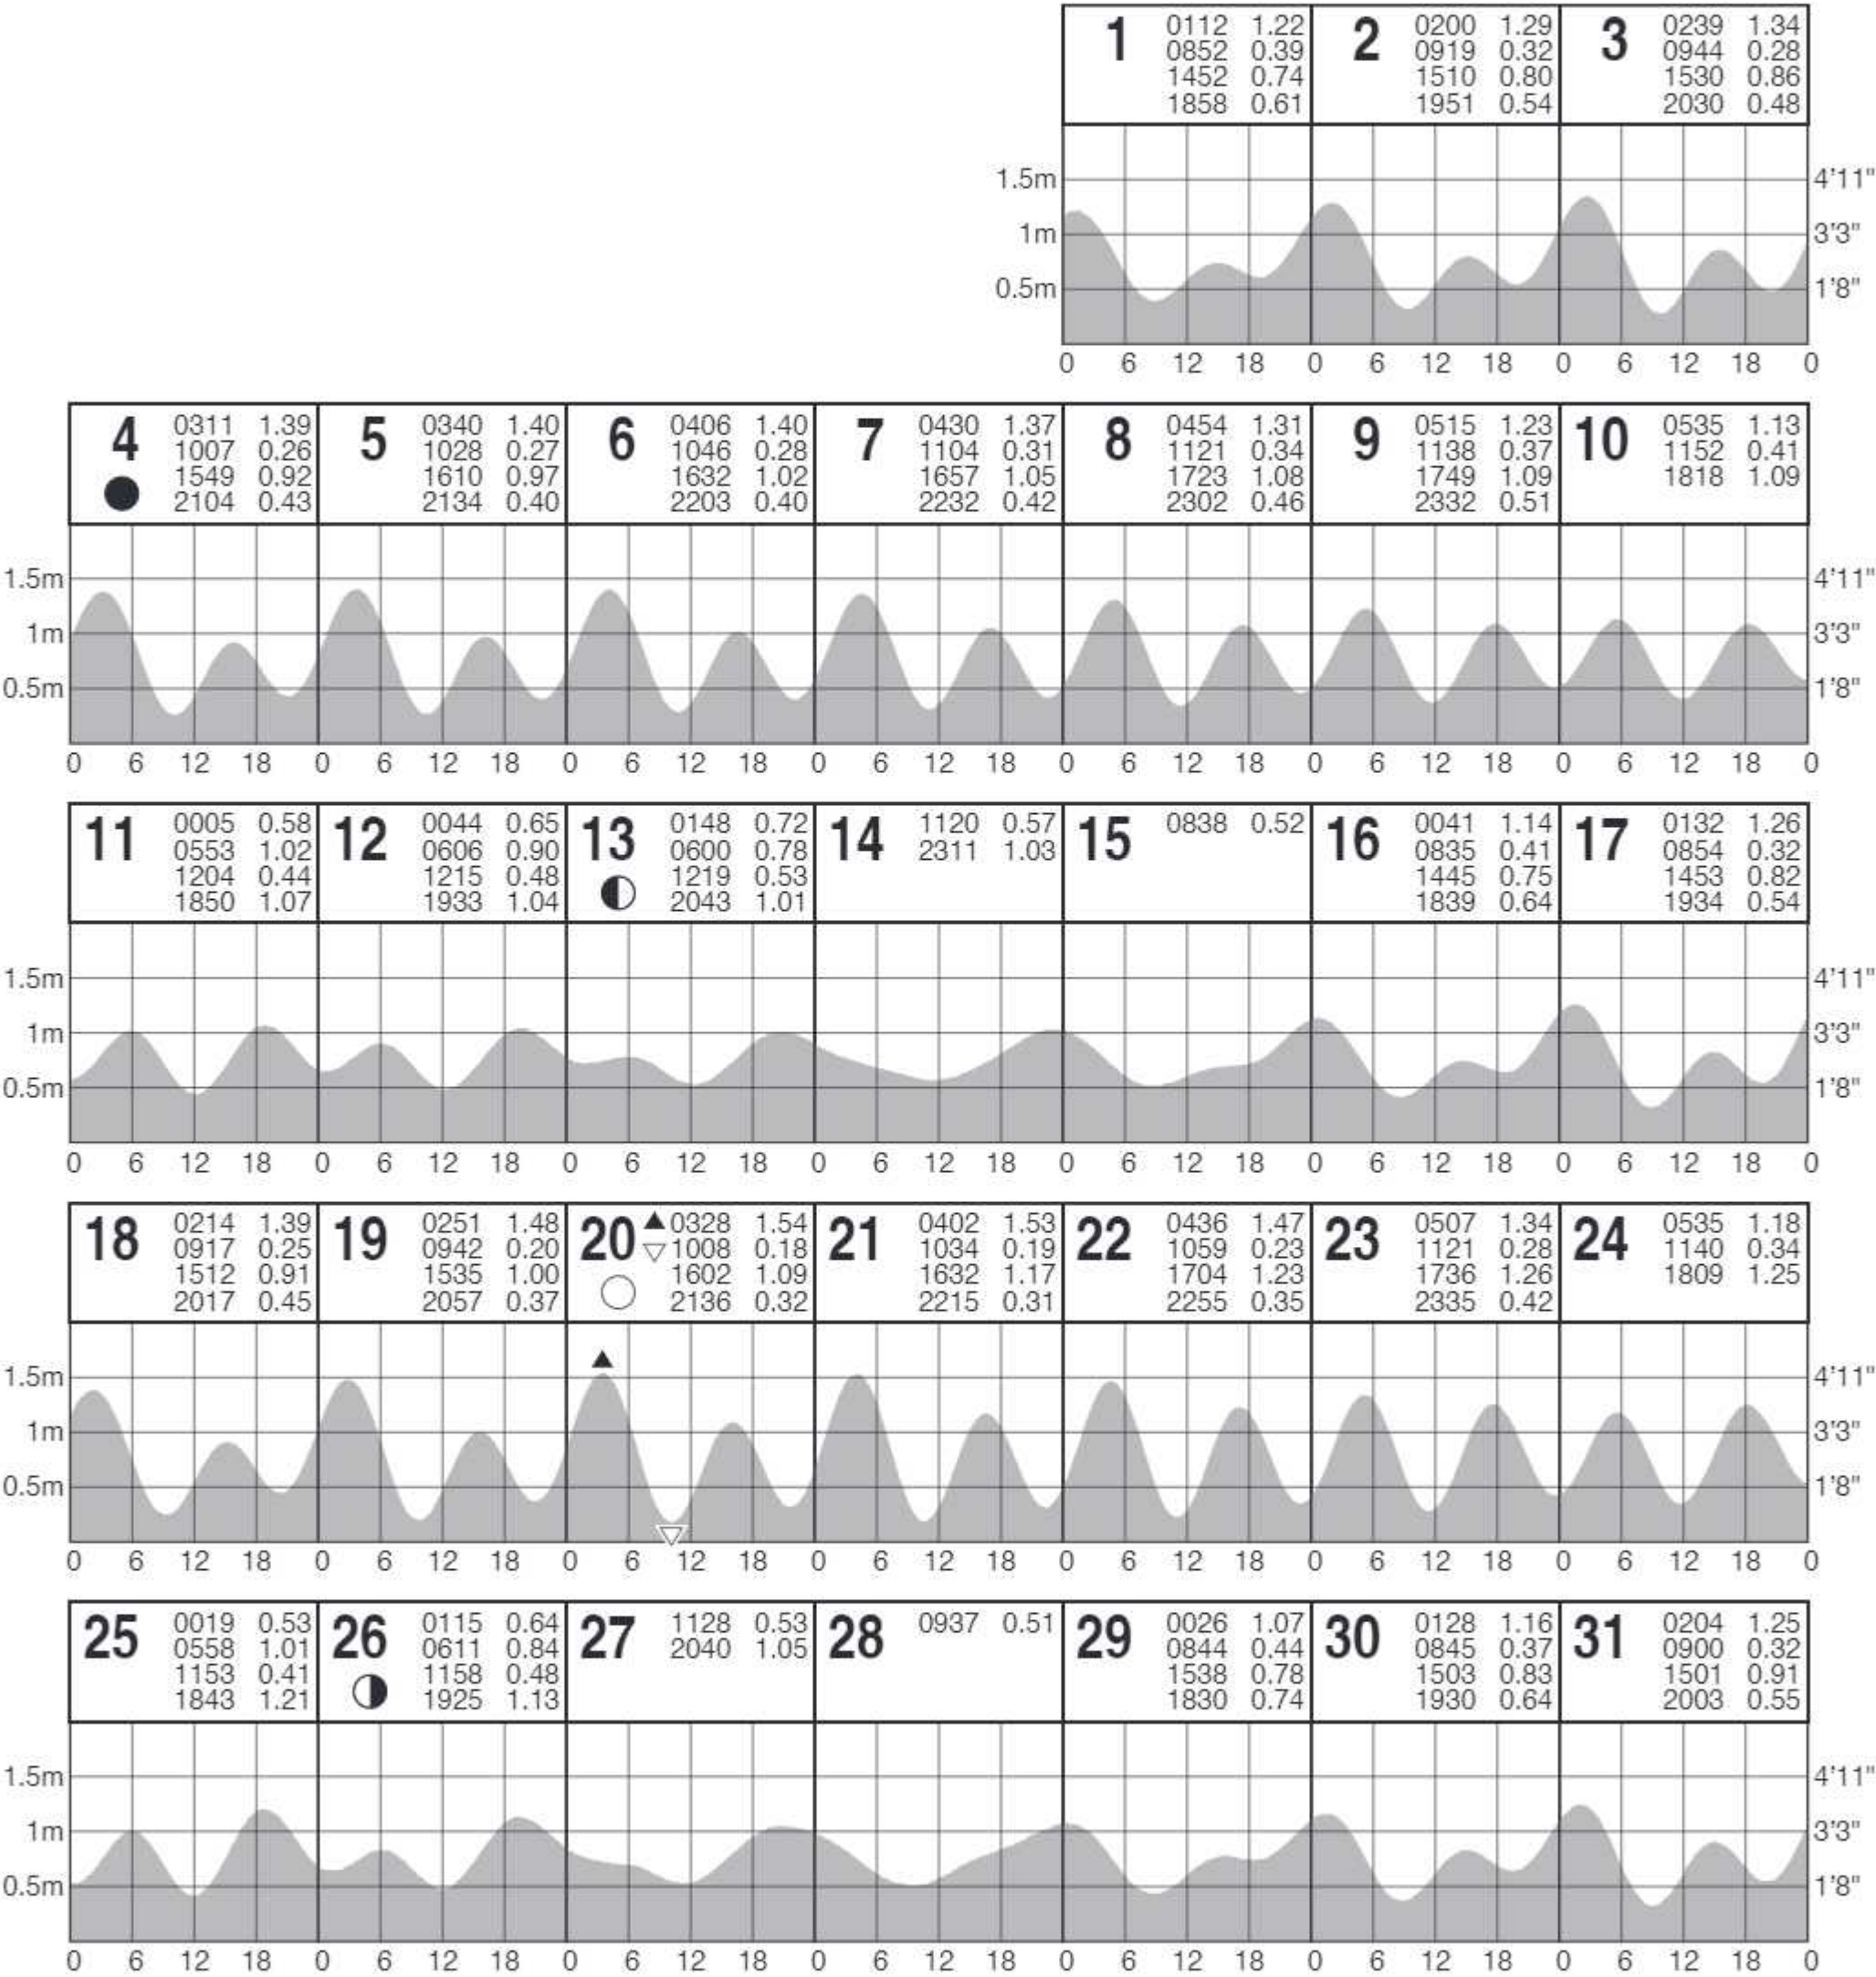 1 0112 1.22 2 0200 1.29 3 0239 1.34
0852 0.39 0919 0.32 0944 0.28
1452 0.74 1510 0.80 1530 0.86
1858 0.61 1951 0.54 2030 0.48
1.5m 4'11"
1m 3'3"
0.5m 1'8"
0 6 12 18 0 6 12 18 0 6 12 18 0
4 0311 1.39 5 0340 1.40 6 0406 1.40 7 0430 1.37 8 0454 1.31 9 0515 1.23 10 0535 1.13
1007 0.26 1028 0.27 1046 0.28 1104 0.31 1121 0.34 1138 0.37 1152 0.41
1549 0.92 1610 0.97 1632 1.02 1657 1.05 1723 1.08 1749 1.09 1818 1.09
2104 0.43 2134 0.40 2203 0.40 2232 0.42 2302 0.46 2332 0.51
1.5m 4'11"
1m 3'3"
0.5m 1'8"
0 6 12 18 0 6 12 18 0 6 12 18 0 6 12 18 0 6 12 18 0 6 12 18 0 6 12 18 0
11 0005 0.58 12 0044 0.65 13 0148 0.72 14 1120 0.57 15 0838 0.52 16 0041 1.14 17 0132 1.26
0553 1.02 0606 0.90 0600 0.78 2311 1.03 0835 0.41 0854 0.32
1204 0.44 1215 0.48 1219 0.53 1445 0.75 1453 0.82
1850 1.07 1933 1.04 2043 1.01 1839 0.64 1934 0.54
1.5m 4'11"
1m 3'3"
0.5m 1'8"
0 6 12 18 0 6 12 18 0 6 12 18 0 6 12 18 0 6 12 18 0 6 12 18 0 6 12 18 0
18 0214 1.39 19 0251 1.48 20 0328 1.54 21 0402 1.53 22 0436 1.47 23 0507 1.34 24 0535 1.18
0917 0.25 0942 0.20 1008 0.18 1034 0.19 1059 0.23 1121 0.28 1140 0.34
1512 0.91 1535 1.00 1602 1.09 1632 1.17 1704 1.23 1736 1.26 1809 1.25
2017 0.45 2057 0.37 2136 0.32 2215 0.31 2255 0.35 2335 0.42
1.5m 4'11"
1m 3'3"
0.5m 1'8"
0 6 12 18 0 6 12 18 0 6 12 18 0 6 12 18 0 6 12 18 0 6 12 18 0 6 12 18 0
25 0019 0.53 26 0115 0.64 27 1128 0.53 28 0937 0.51 29 0026 1.07 30 0128 1.16 31 0204 1.25
0558 1.01 0611 0.84 2040 1.05 0844 0.44 0845 0.37 0900 0.32
1153 0.41 1158 0.48 1538 0.78 1503 0.83 1501 0.91
1843 1.21 1925 1.13 1830 0.74 1930 0.64 2003 0.55
1.5m 4'11"
1m 3'3"
0.5m 1'8"
0 6 12 18 0 6 12 18 0 6 12 18 0 6 12 18 0 6 12 18 0 6 12 18 0 6 12 18 0